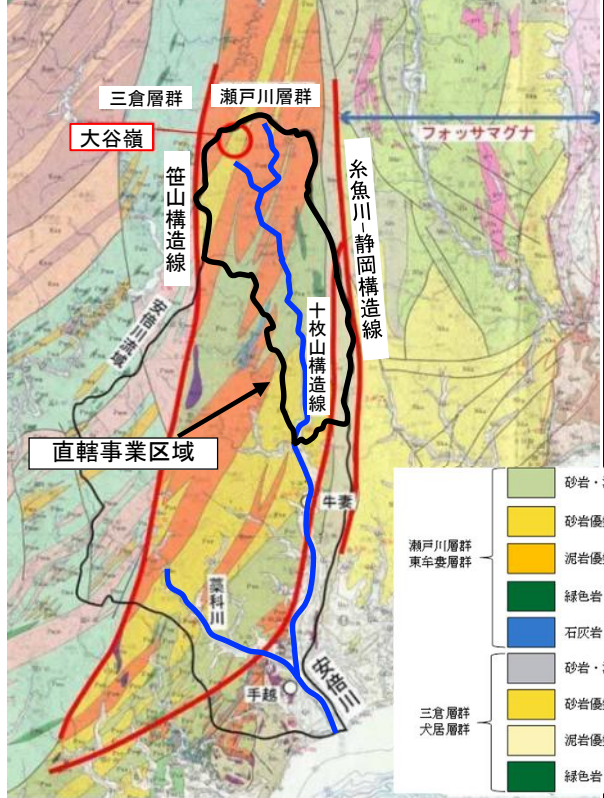 三倉層群
瀬戸川層群
大谷嶺
フォッサマグナ
笹山構造線
糸魚川-静岡構造線
安倍川流域
十枚山構造線
直轄事業区域
牛妻
藁科川
安倍川
手越
瀬戸川層群
東牟婁層群
砂岩・
砂岩優
泥岩優
緑色岩
石灰岩
三倉層群
犬居層群
砂岩・
砂岩優
泥岩優
緑色岩